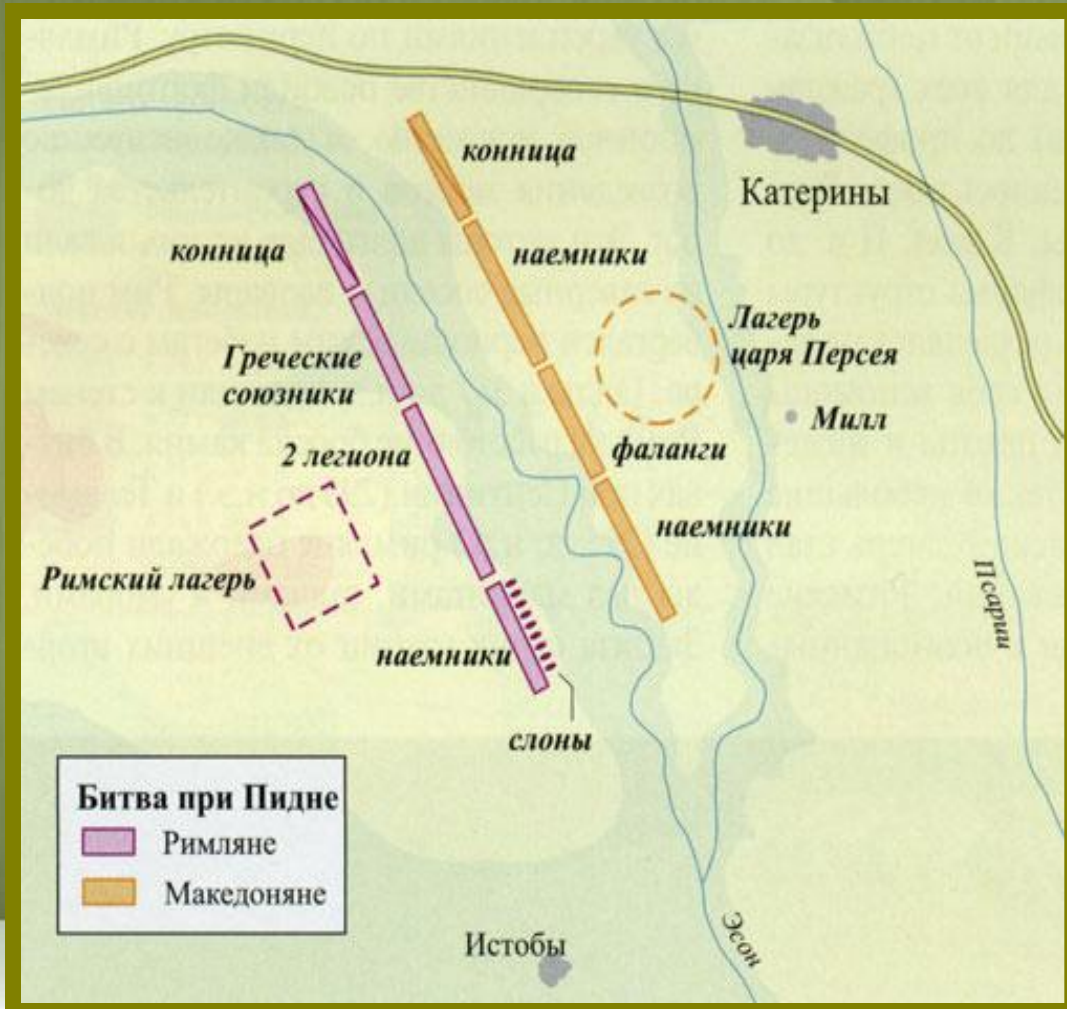 конница
Катерины
конница
наемники
Лагерь
царя Персея
Греческие
союзники
Милл
2 легиона
фаланги
наемники
Римский лагерь
Псарии
наемники
слоны
Битва при Пидне
Римляне
Македоняне
Истобы
Эсон